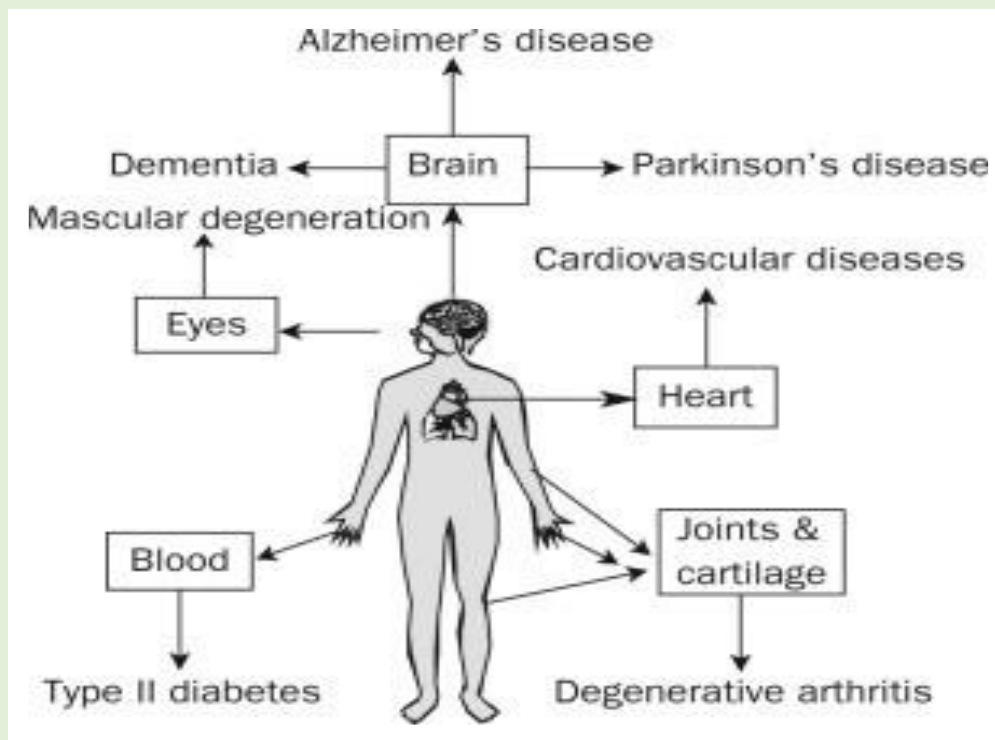 Alzheimer's disease
Dementia
Brain
Parkinson's disease
Mascular degeneration
Cardiovascular diseases
Eyes
Heart
Joints &
cartilage
Blood
Type II diabetes
Degenerative arthritis